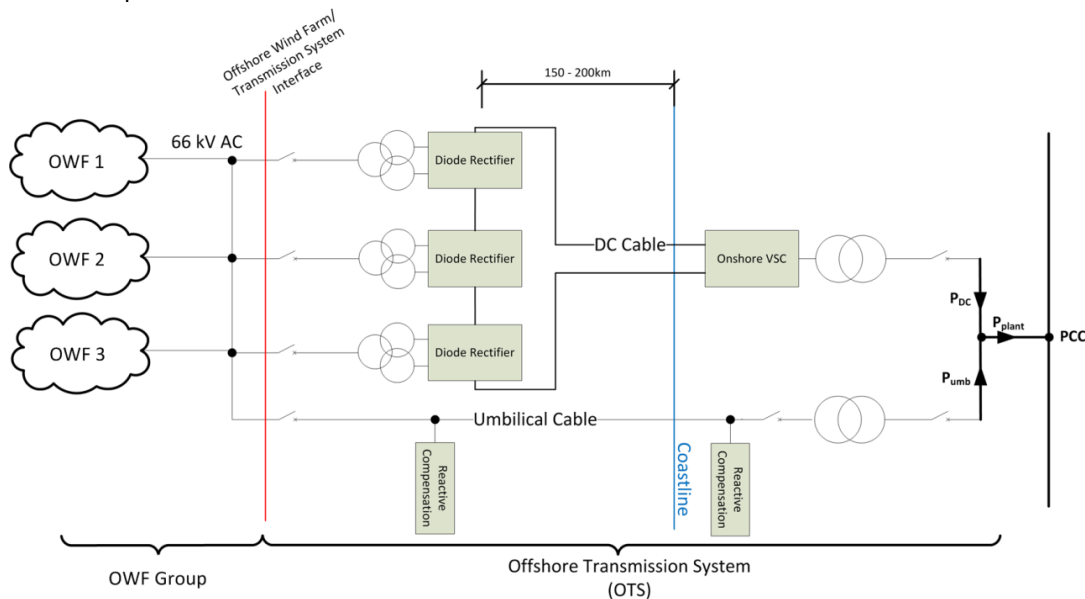 Offshore Wind Farm/
Transmission System
Interface
150 - 200km
66 kV AC
OWF 1
Diode Rectifier
OWF 2
Diode Rectifier
DC Cable
Onshore VSC
P_DC
P_plant
PCC
OWF 3
Diode Rectifier
P_umb
Umbilical Cable
Reactive
Compensation
Coastline
Reactive
Compensation
OWF Group
Offshore Transmission System
(OTS)